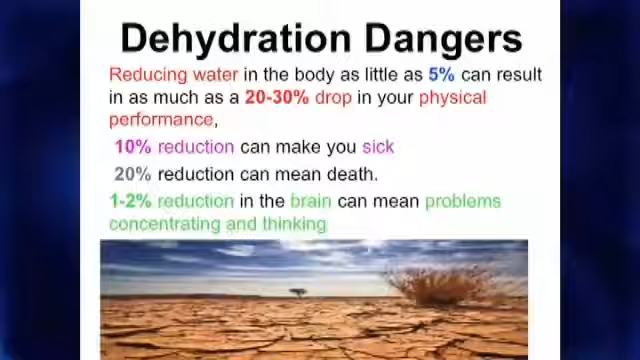 Dehydration Dangers
Reducing water in the body as little as 5% can result
in as much as a 20-30% drop in your physical
performance,
10% reduction can make you sick
20% reduction can mean death.
1-2% reduction in the brain can mean problems
concentrating and thinking